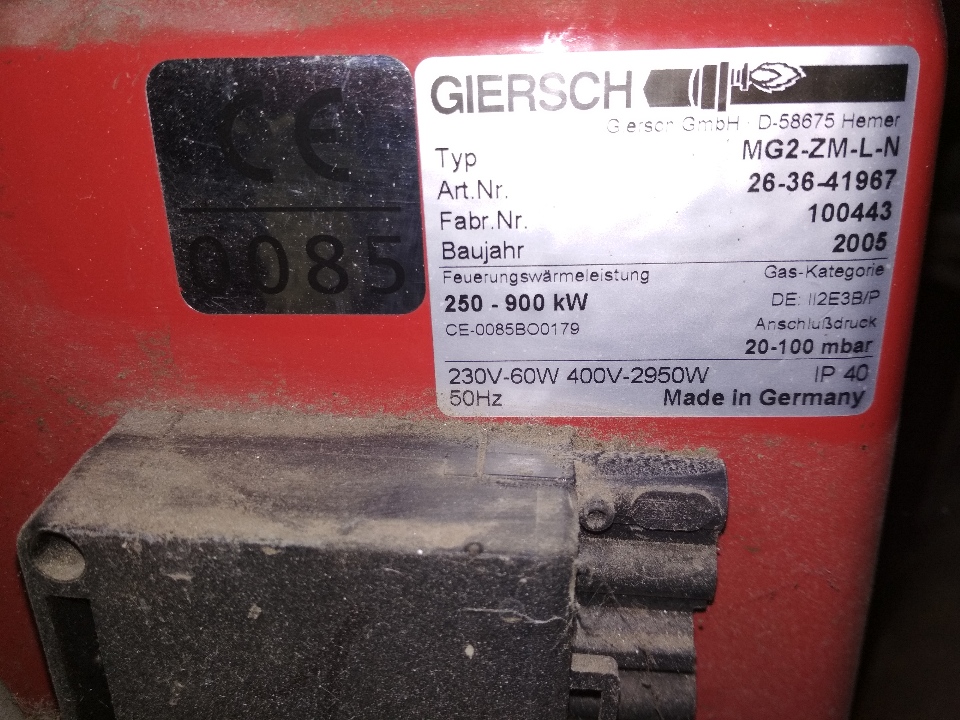 CE
0085
GIERSCH
Giersch GmbH · D-58675 Hemer
Typ MG2-ZM-L-N
Art.Nr. 26-36-41967
Fabr.Nr. 100443
Baujahr 2005
Feuerungswärmeleistung Gas-Kategorie
250 - 900 kW DE: II2E3B/P
CE-0085BO0179 Anschlußdruck
20-100 mbar
230V-60W 400V-2950W IP 40
50Hz Made in Germany